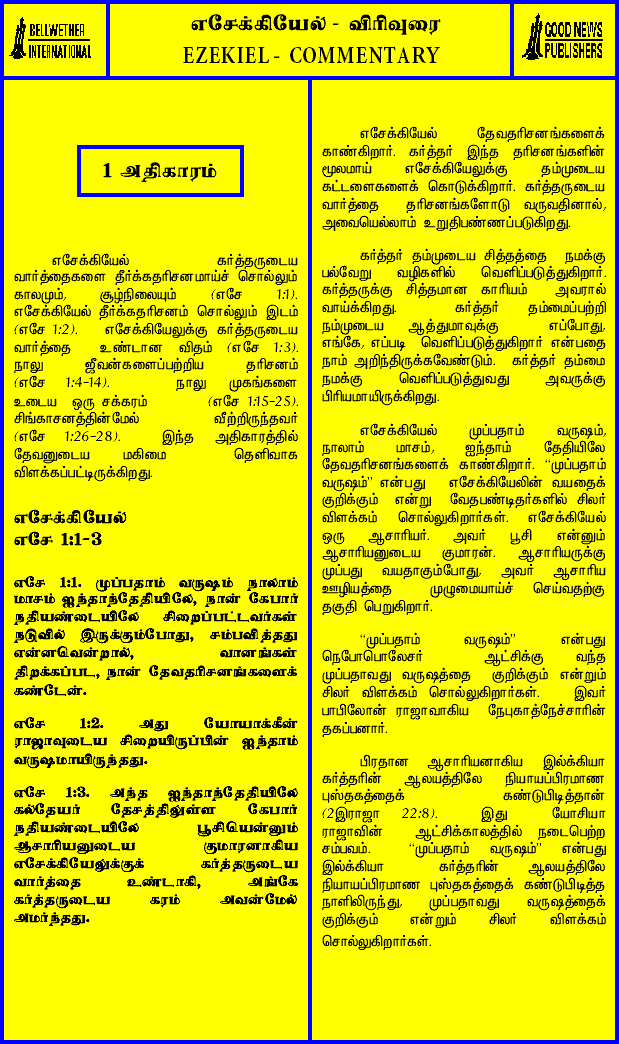 BELLWETHER
INTERNATIONAL
எசேக்கியேல் - விரிவுரை
EZEKIEL - COMMENTARY
GOOD NEWS
PUBLISHERS
1 அதிகாரம்
எசேக்கியேல் கர்த்தருடைய
வார்த்தைகளை தீர்க்கதரிசனமாய்ச் சொல்லும்
காலமும், சூழ்நிலையும் (எசே 1:1).
எசேக்கியேல் தீர்க்கதரிசனம் சொல்லும் இடம்
(எசே 1:2). எசேக்கியேலுக்கு கர்த்தருடைய
வார்த்தை உண்டான விதம் (எசே 1:3).
நாலு ஜீவன்களைப்பற்றிய தரிசனம்
(எசே 1:4-14). நாலு முகங்களை
உடைய ஒரு சக்கரம் (எசே 1:15-25).
சிங்காசனத்தின்மேல் வீற்றிருந்தவர்
(எசே 1:26-28). இந்த அதிகாரத்தில்
தேவனுடைய மகிமை தெளிவாக
விளக்கப்பட்டிருக்கிறது.
எசேக்கியேல்
எசே 1:1-3
எசே 1:1. முப்பதாம் வருஷம் நாலாம்
மாசம் ஐந்தாந்தேதியிலே, நான் கேபார்
நதியண்டையிலே சிறைப்பட்டவர்கள்
நடுவில் இருக்கும்போது, சம்பவித்தது
என்னவென்றால், வானங்கள்
திறக்கப்பட, நான் தேவதரிசனங்களைக்
கண்டேன்.
எசே 1:2. அது யோயாக்கீன்
ராஜாவுடைய சிறையிருப்பின் ஐந்தாம்
வருஷமாயிருந்தது.
எசே 1:3. அந்த ஐந்தாந்தேதியிலே
கல்தேயர் தேசத்திலுள்ள கேபார்
நதியண்டையிலே பூசியென்னும்
ஆசாரியனுடைய குமாரனாகிய
எசேக்கியேலுக்குக் கர்த்தருடைய
வார்த்தை உண்டாகி, அங்கே
கர்த்தருடைய கரம் அவன்மேல்
அமர்ந்தது.
எசேக்கியேல் தேவதரிசனங்களைக்
காண்கிறார். கர்த்தர் இந்த தரிசனங்களின்
மூலமாய் எசேக்கியேலுக்கு தம்முடைய
கட்டளைகளைக் கொடுக்கிறார். கர்த்தருடைய
வார்த்தை தரிசனங்களோடு வருவதினால்,
அவையெல்லாம் உறுதிபண்ணப்படுகிறது.
கர்த்தர் தம்முடைய சித்தத்தை நமக்கு
பல்வேறு வழிகளில் வெளிப்படுத்துகிறார்.
கர்த்தருக்கு சித்தமான காரியம் அவரால்
வாய்க்கிறது. கர்த்தர் தம்மைப்பற்றி
நம்முடைய ஆத்துமாவுக்கு எப்போது,
எங்கே, எப்படி வெளிப்படுத்துகிறார் என்பதை
நாம் அறிந்திருக்கவேண்டும். கர்த்தர் தம்மை
நமக்கு வெளிப்படுத்துவது அவருக்கு
பிரியமாயிருக்கிறது.
எசேக்கியேல் முப்பதாம் வருஷம்,
நாலாம் மாசம், ஐந்தாம் தேதியிலே
தேவதரிசனங்களைக் காண்கிறார். "முப்பதாம்
வருஷம்" என்பது எசேக்கியேலின் வயதைக்
குறிக்கும் என்று வேதபண்டிதர்களில் சிலர்
விளக்கம் சொல்லுகிறார்கள். எசேக்கியேல்
ஒரு ஆசாரியர். அவர் பூசி என்னும்
ஆசாரியனுடைய குமாரன். ஆசாரியருக்கு
முப்பது வயதாகும்போது, அவர் ஆசாரிய
ஊழியத்தை முழுமையாய்ச் செய்வதற்கு
தகுதி பெறுகிறார்.
"முப்பதாம் வருஷம்" என்பது
நெபோபொலேசர் ஆட்சிக்கு வந்த
முப்பதாவது வருஷத்தை குறிக்கும் என்றும்
சிலர் விளக்கம் சொல்லுகிறார்கள். இவர்
பாபிலோன் ராஜாவாகிய நேபுகாத்நேச்சாரின்
தகப்பனார்.
பிரதான ஆசாரியனாகிய இல்க்கியா
கர்த்தரின் ஆலயத்திலே நியாயப்பிரமாண
புஸ்தகத்தைக் கண்டுபிடித்தான்
(2இராஜா 22:8). இது யோசியா
ராஜாவின் ஆட்சிக்காலத்தில் நடைபெற்ற
சம்பவம். "முப்பதாம் வருஷம்" என்பது
இல்க்கியா கர்த்தரின் ஆலயத்திலே
நியாயப்பிரமாண புஸ்தகத்தைக் கண்டுபிடித்த
நாளிலிருந்து, முப்பதாவது வருஷத்தைக்
குறிக்கும் என்றும் சிலர் விளக்கம்
சொல்லுகிறார்கள்.